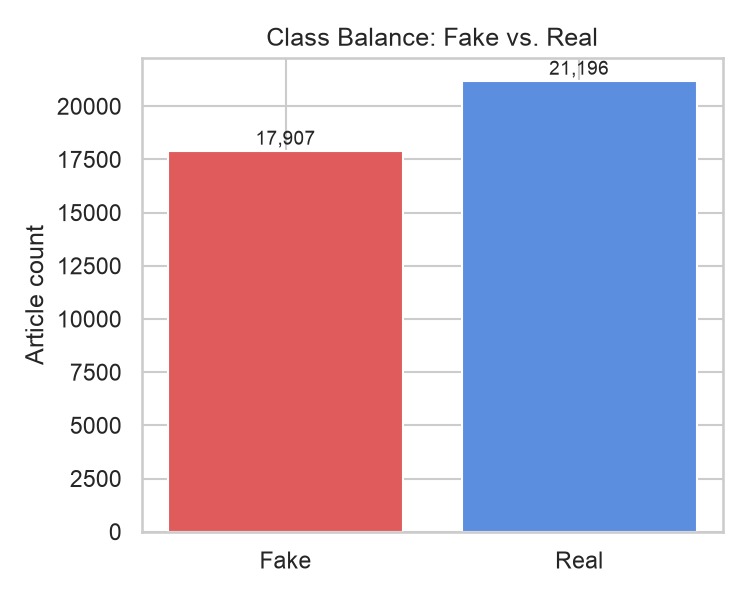 Class Balance: Fake vs. Real
21,196
20000
17,907
17500
15000
12500
10000
7500
5000
2500
0
Article count
Fake
Real